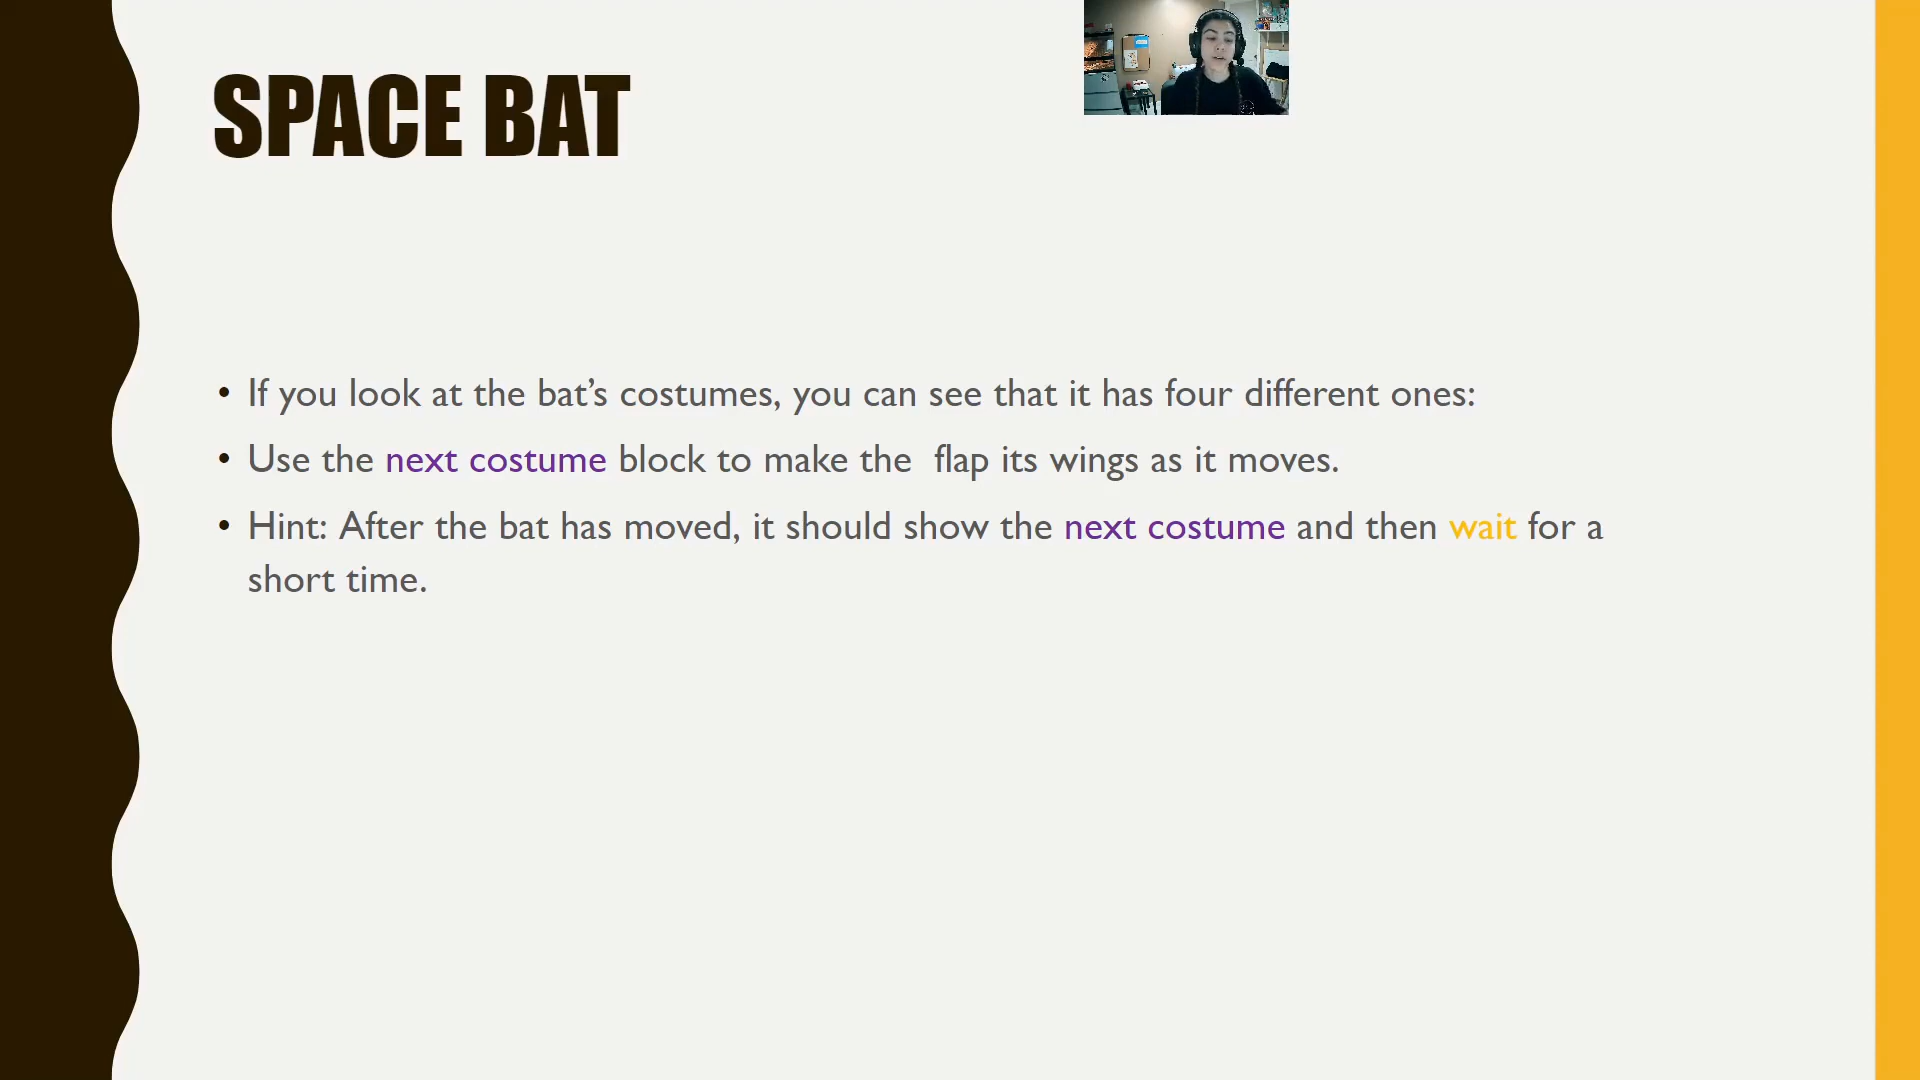 SPACE BAT
• If you look at the bat’s costumes, you can see that it has four different ones:
• Use the next costume block to make the  flap its wings as it moves.
• Hint: After the bat has moved, it should show the next costume and then wait for a
short time.